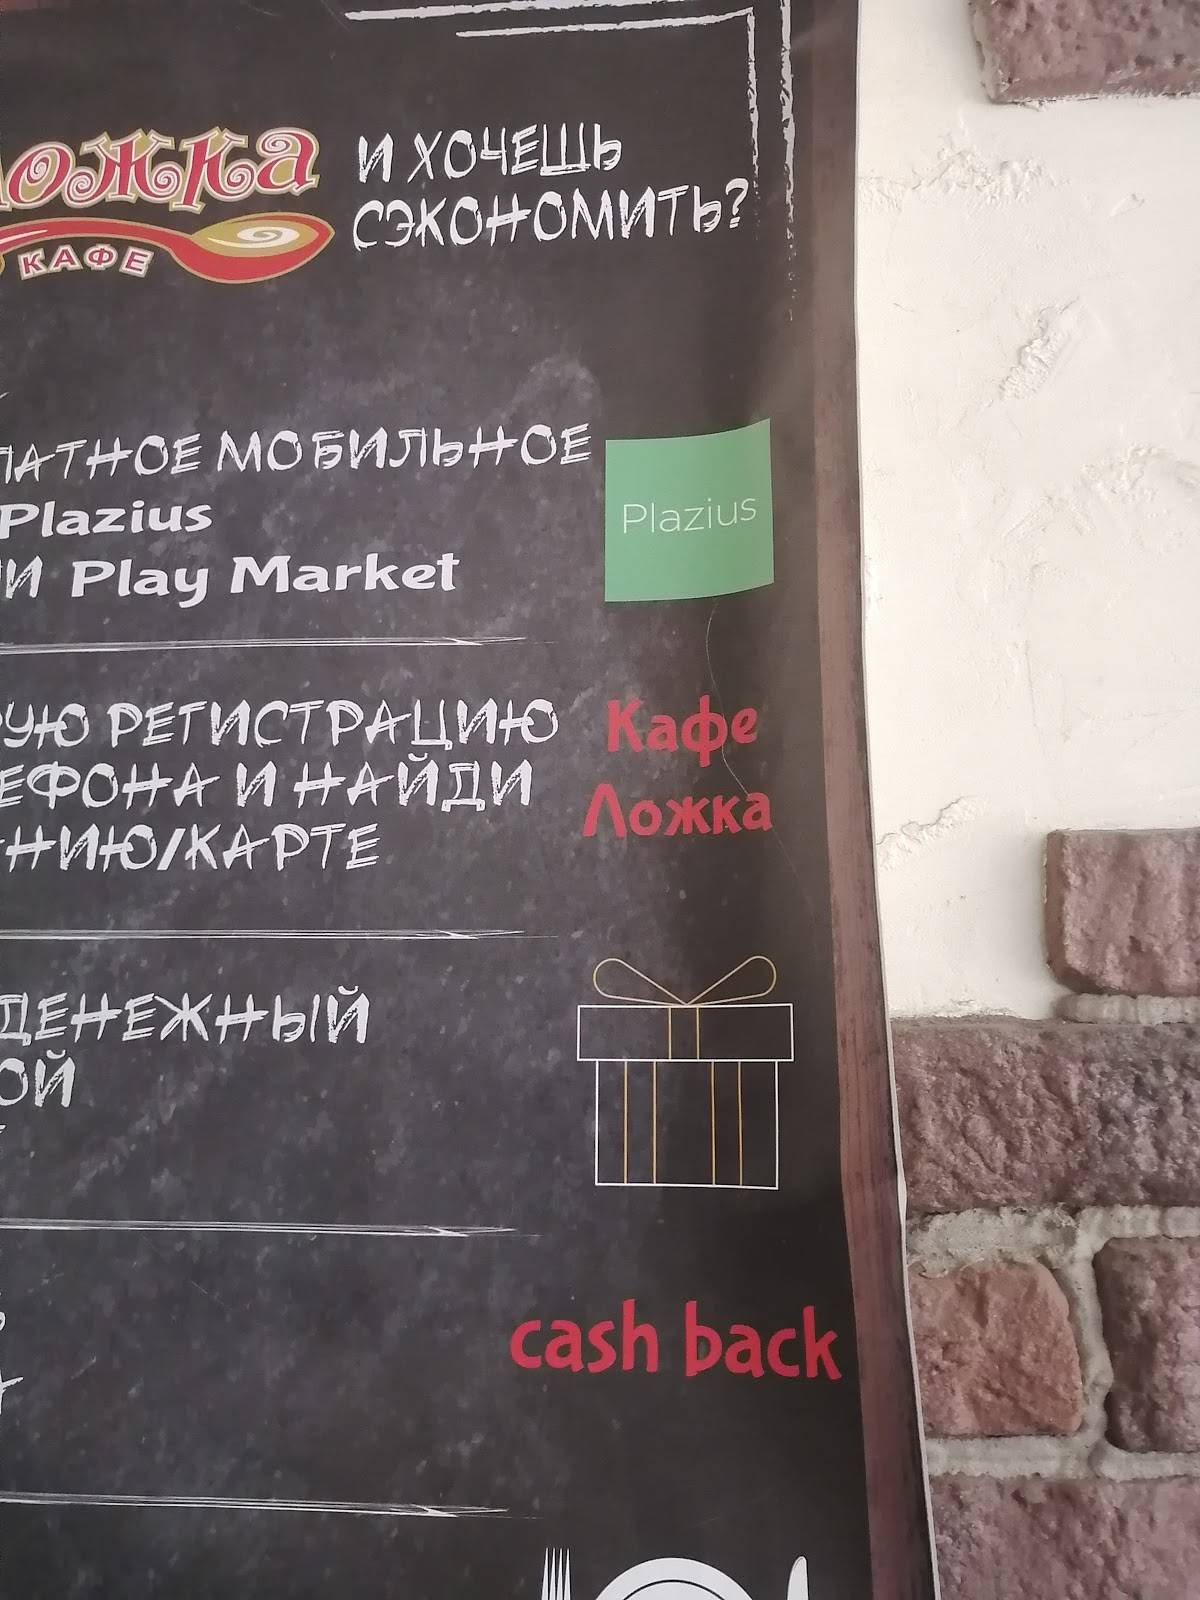 ложка
КАФЕ
И ХОЧЕШЬ
СЭКОНОМИТЬ?
ЛАТНОЕ МОБИЛЬНОЕ
Plazius
И Play Market
Plazius
РУЮ РЕГИСТРАЦИЮ
ЕФОНА И НАЙДИ
НИЮ/КАРТЕ
Кафе
Ложка
ДЕНЕЖНЫЙ
ОЙ
cash back